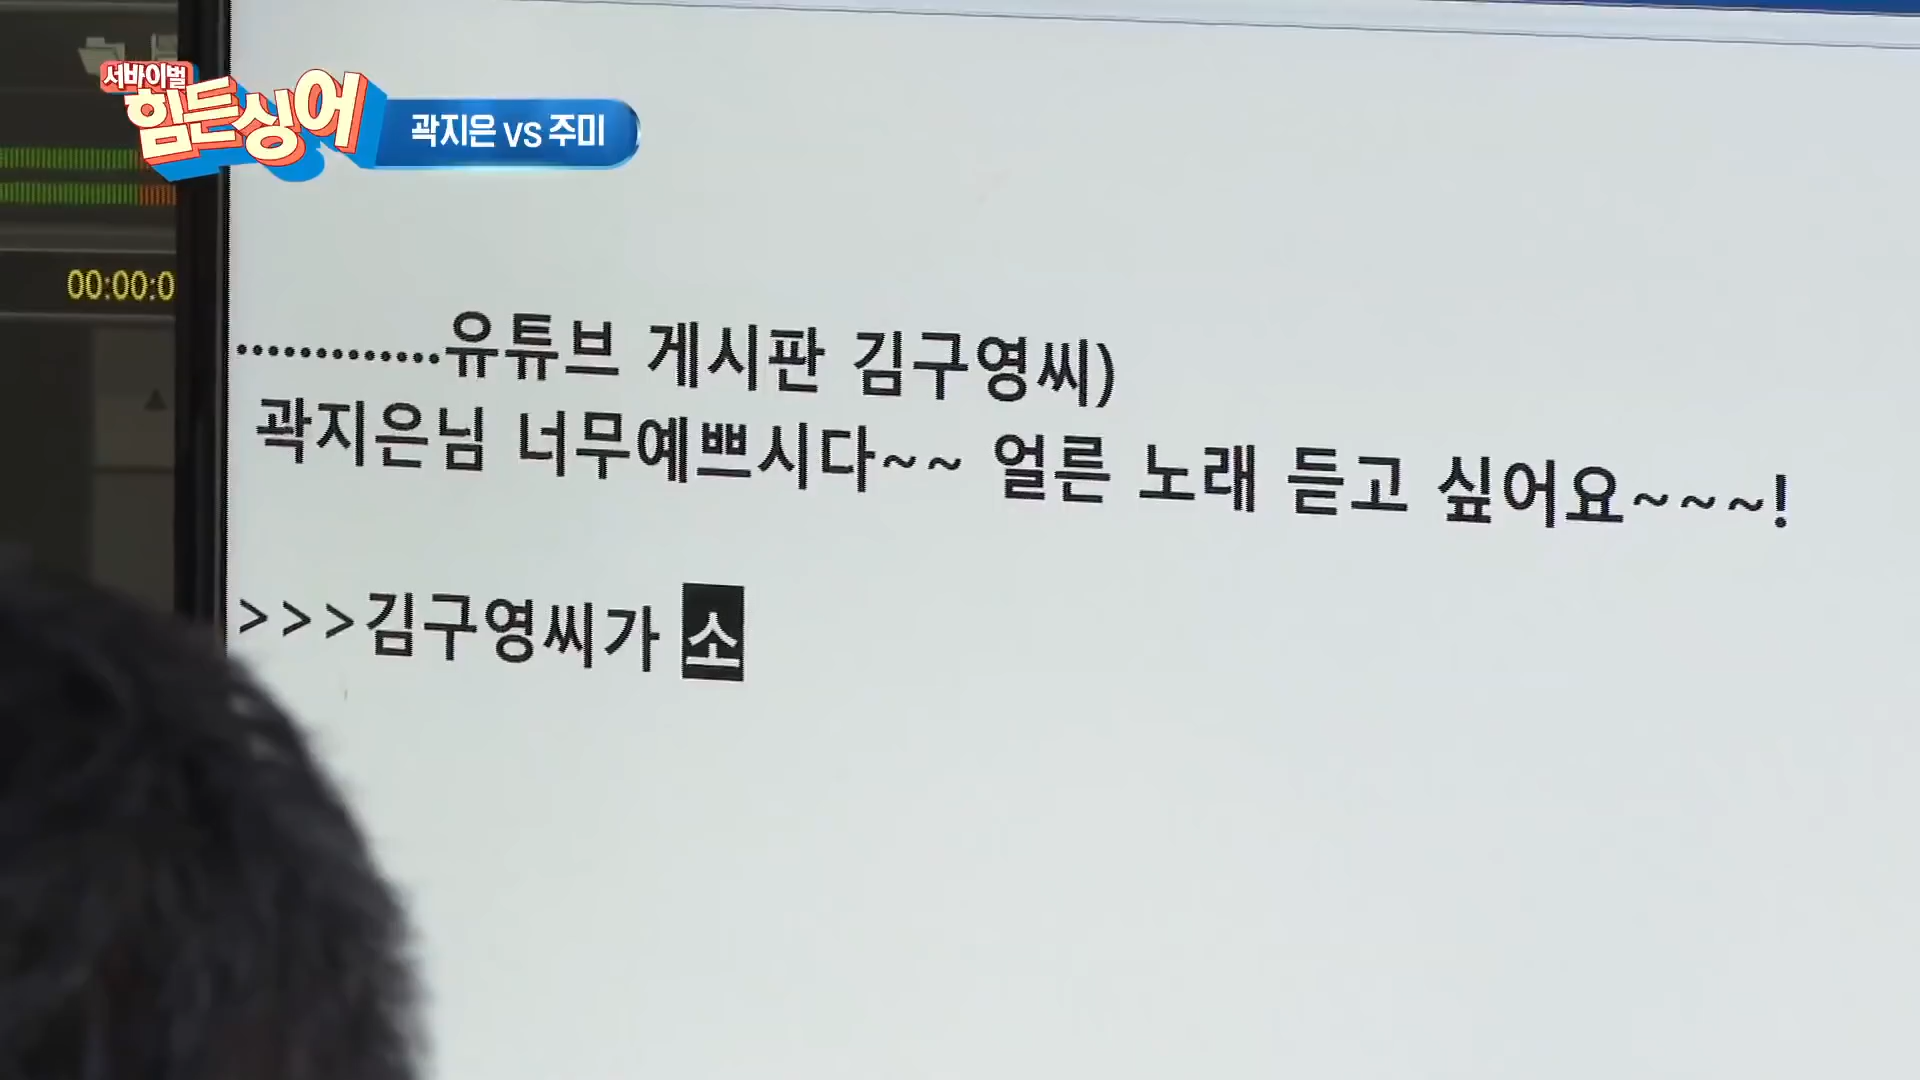 서바이벌
힘든싱어
곽지은 vs 주미
00:00:0
.............유튜브 게시판 김구영씨)
곽지은님 너무예쁘시다~~ 얼른 노래 듣고 싶어요~~~!
>>>김구영씨가 소